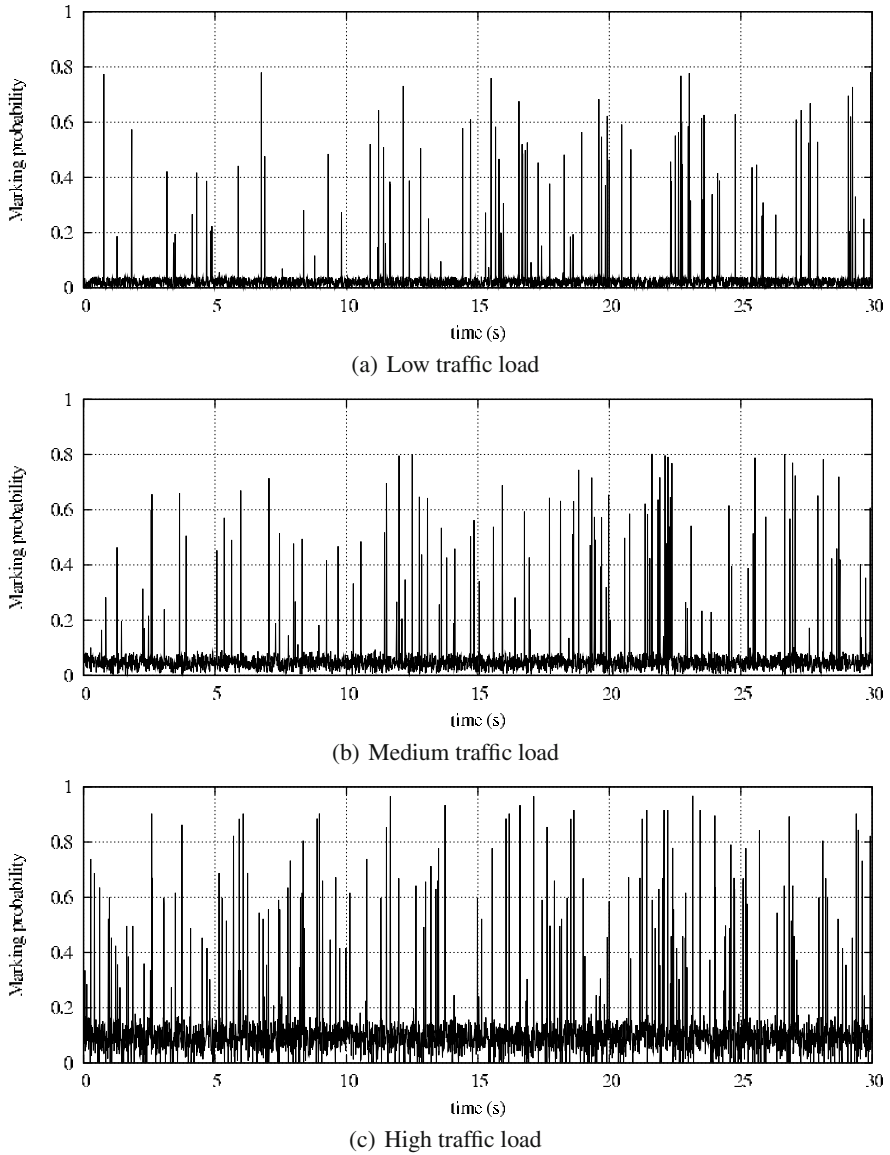 1
0.8
0.6
0.4
0.2
0
Marking probability
0 5 10 15 20 25 30
time (s)
(a) Low traffic load
1
0.8
0.6
0.4
0.2
0
Marking probability
0 5 10 15 20 25 30
time (s)
(b) Medium traffic load
1
0.8
0.6
0.4
0.2
0
Marking probability
0 5 10 15 20 25 30
time (s)
(c) High traffic load